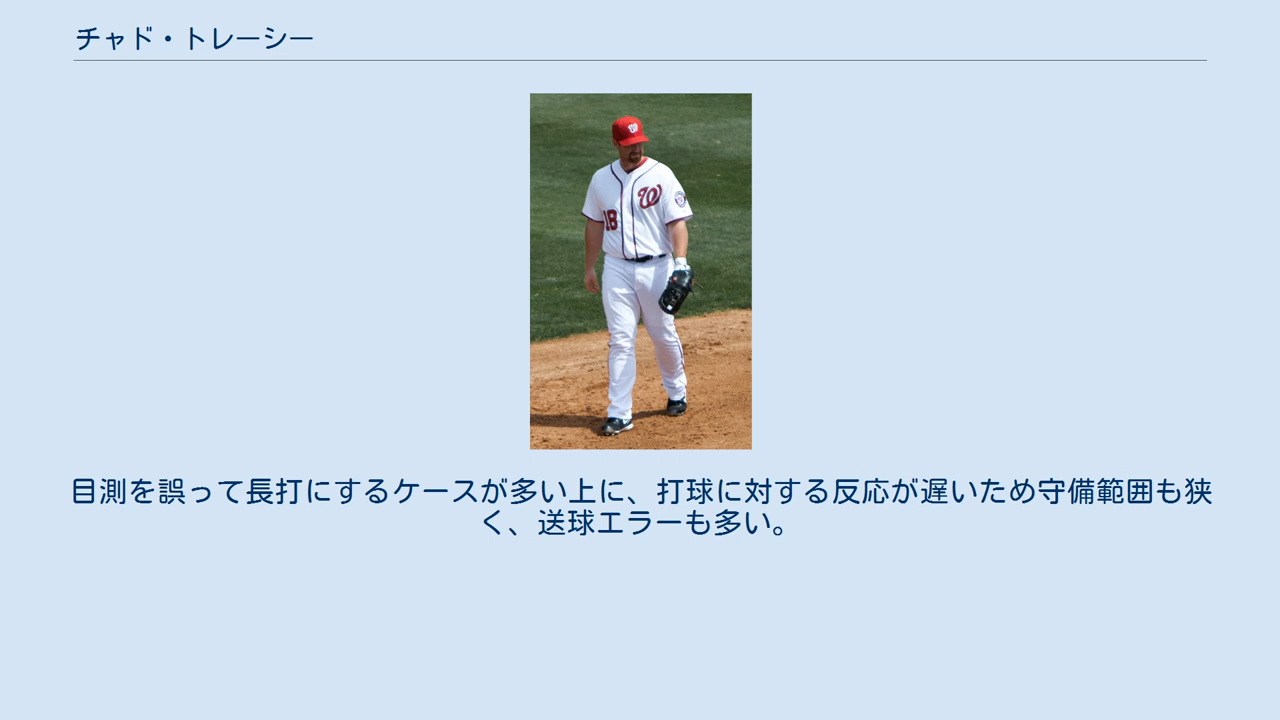 チャド・トレーシー
W
W
18
目測を誤って長打にするケースが多い上に、打球に対する反応が遅いため守備範囲も狭
く、送球エラーも多い。